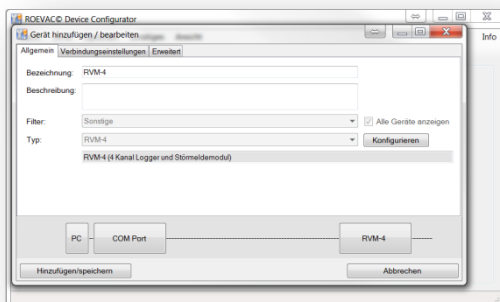 ROEVAC© Device Configurator
Info
Gerät hinzufügen / bearbeiten
Ansicht
Allgemein Verbindungseinstellungen Erweitert
Bezeichnung: RVM-4
Beschreibung:
Filter: Sonstige Alle Geräte anzeigen
Typ: RVM-4 Konfigurieren
RVM-4 (4 Kanal Logger und Störmeldemodul)
PC COM Port RVM-4
Hinzufügen/speichern Abbrechen